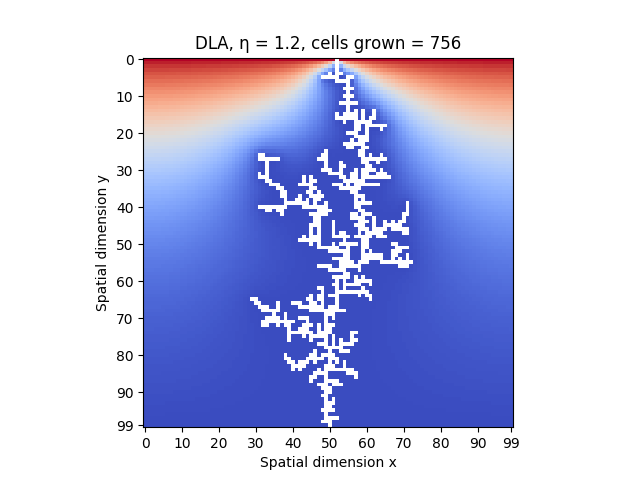 DLA, η = 1.2, cells grown = 756
0
10
20
30
40
50
60
70
80
90
99
Spatial dimension y
0 10 20 30 40 50 60 70 80 90 99
Spatial dimension x